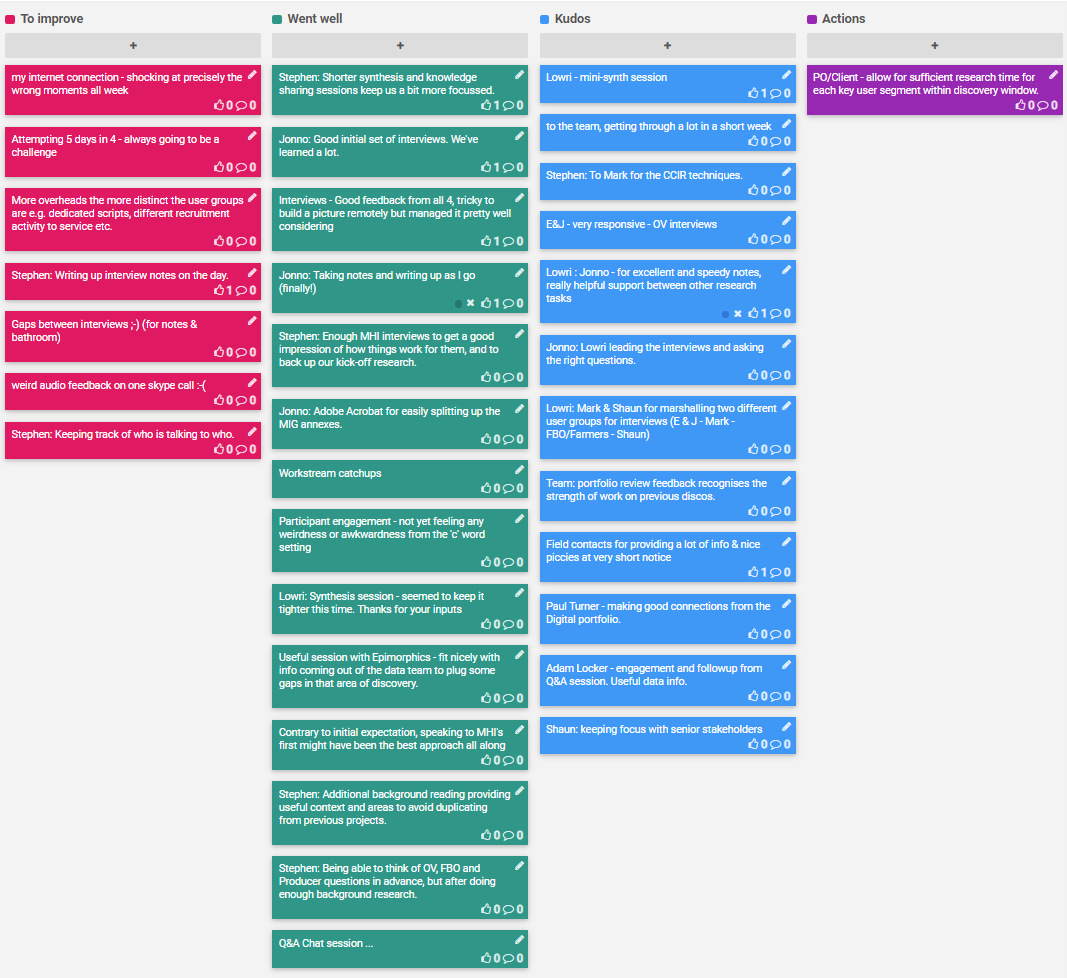 To improve
+
my internet connection - shocking at precisely the
wrong moments all week
0 0
Attempting 5 days in 4 - always going to be a
challenge
0 0
More overheads the more distinct the user groups
are e.g. dedicated scripts, different recruitment
activity to service etc.
0 0
Stephen: Writing up interview notes on the day.
1 0
Gaps between interviews ;-) (for notes &
bathroom)
0 0
weird audio feedback on one skype call :-(
0 0
Stephen: Keeping track of who is talking to who.
0 0
Went well
+
Stephen: Shorter synthesis and knowledge
sharing sessions keep us a bit more focussed.
1 0
Jonno: Good initial set of interviews. We've
learned a lot.
1 0
Interviews - Good feedback from all 4, tricky to
build a picture remotely but managed it pretty well
considering
1 0
Jonno: Taking notes and writing up as I go
(finally!)
1 0
Stephen: Enough MHI interviews to get a good
impression of how things work for them, and to
back up our kick-off research.
0 0
Jonno: Adobe Acrobat for easily splitting up the
MIG annexes.
0 0
Workstream catchups
0 0
Participant engagement - not yet feeling any
weirdness or awkwardness from the 'c' word
setting
0 0
Lowri: Synthesis session - seemed to keep it
tighter this time. Thanks for your inputs
0 0
Useful session with Epimorphics - fit nicely with
info coming out of the data team to plug some
gaps in that area of discovery.
0 0
Contrary to initial expectation, speaking to MHI's
first might have been the best approach all along
0 0
Stephen: Additional background reading providing
useful context and areas to avoid duplicating
from previous projects.
0 0
Stephen: Being able to think of OV, FBO and
Producer questions in advance, but after doing
enough background research.
0 0
Q&A Chat session ...
0 0
Kudos
+
Lowri - mini-synth session
1 0
to the team, getting through a lot in a short week
0 0
Stephen: To Mark for the CCIR techniques.
0 0
E&J - very responsive - OV interviews
0 0
Lowri : Jonno - for excellent and speedy notes,
really helpful support between other research
tasks
1 0
Jonno: Lowri leading the interviews and asking
the right questions.
0 0
Lowri: Mark & Shaun for marshalling two different
user groups for interviews (E & J - Mark -
FBO/Farmers - Shaun)
0 0
Team: portfolio review feedback recognises the
strength of work on previous discos.
0 0
Field contacts for providing a lot of info & nice
piccies at very short notice
1 0
Paul Turner - making good connections from the
Digital portfolio.
0 0
Adam Locker - engagement and followup from
Q&A session. Useful data info.
0 0
Shaun: keeping focus with senior stakeholders
0 0
Actions
+
PO/Client - allow for sufficient research time for
each key user segment within discovery window.
0 0